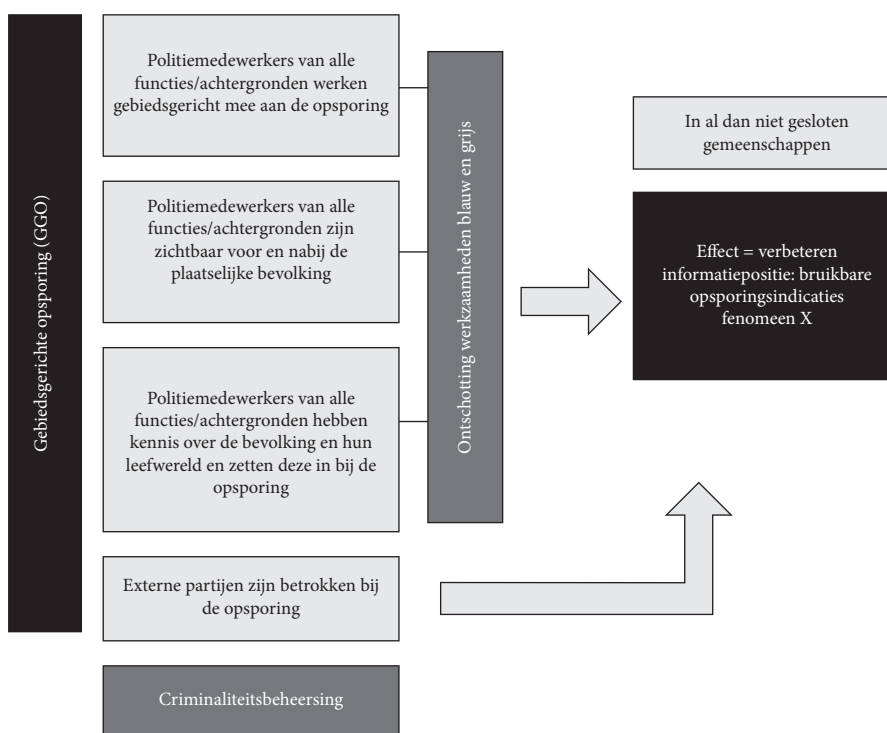 Gebiedsgerichte opsporing (GGO)
Politiemedewerkers van alle
functies/achtergronden werken
gebiedsgericht mee aan de opsporing
Politiemedewerkers van alle
functies/achtergronden zijn
zichtbaar voor en nabij de
plaatselijke bevolking
Politiemedewerkers van alle
functies/achtergronden hebben
kennis over de bevolking en hun
leefwereld en zetten deze in bij de
opsporing
Externe partijen zijn betrokken bij
de opsporing
Criminaliteitsbeheersing
Ontschotting werkzaamheden blauw en grijs
In al dan niet gesloten
gemeenschappen
Effect = verbeteren
informatiepositie: bruikbare
opsporingsindicaties
fenomeen X